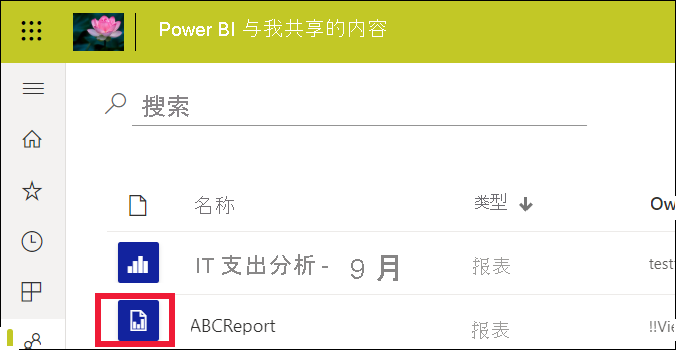 Power BI 与我共享的内容
搜索
名称 类型 Ow
IT 支出分析 - 9 月 报表 test
ABCReport 报表 !!Vie